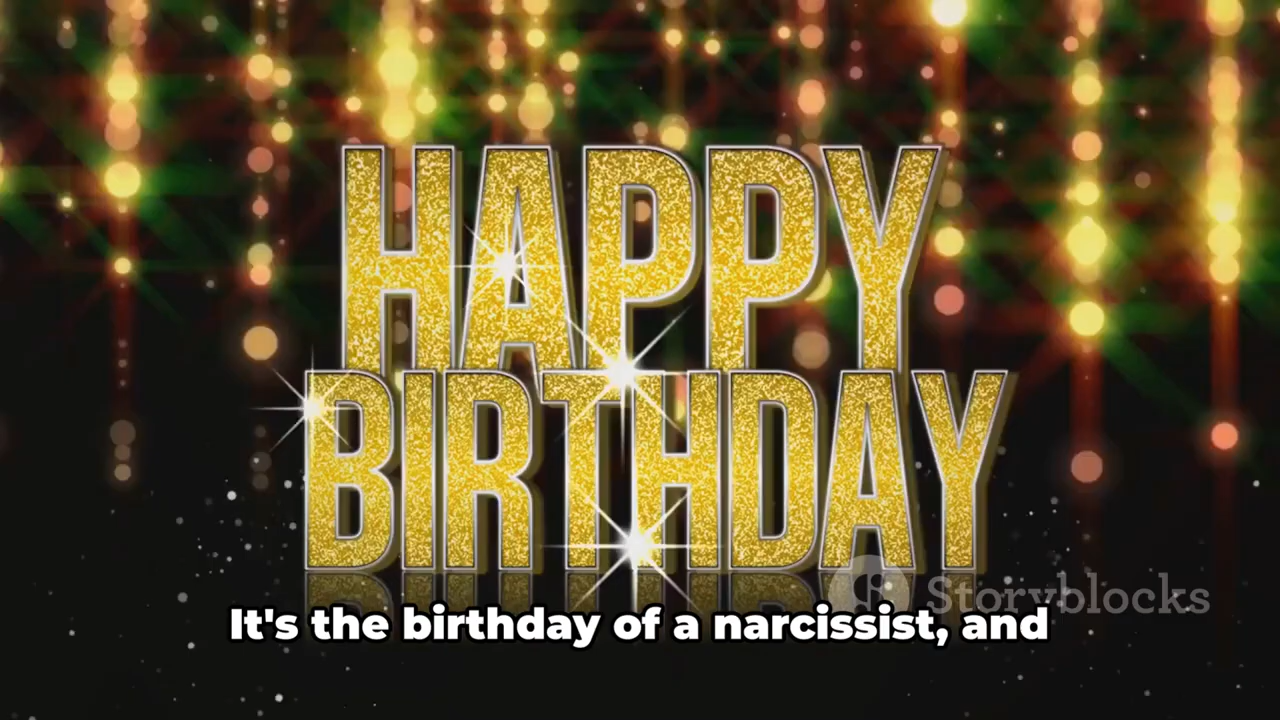 HAPPY
BIRTHDAY
Storyblocks
It's the birthday of a narcissist, and